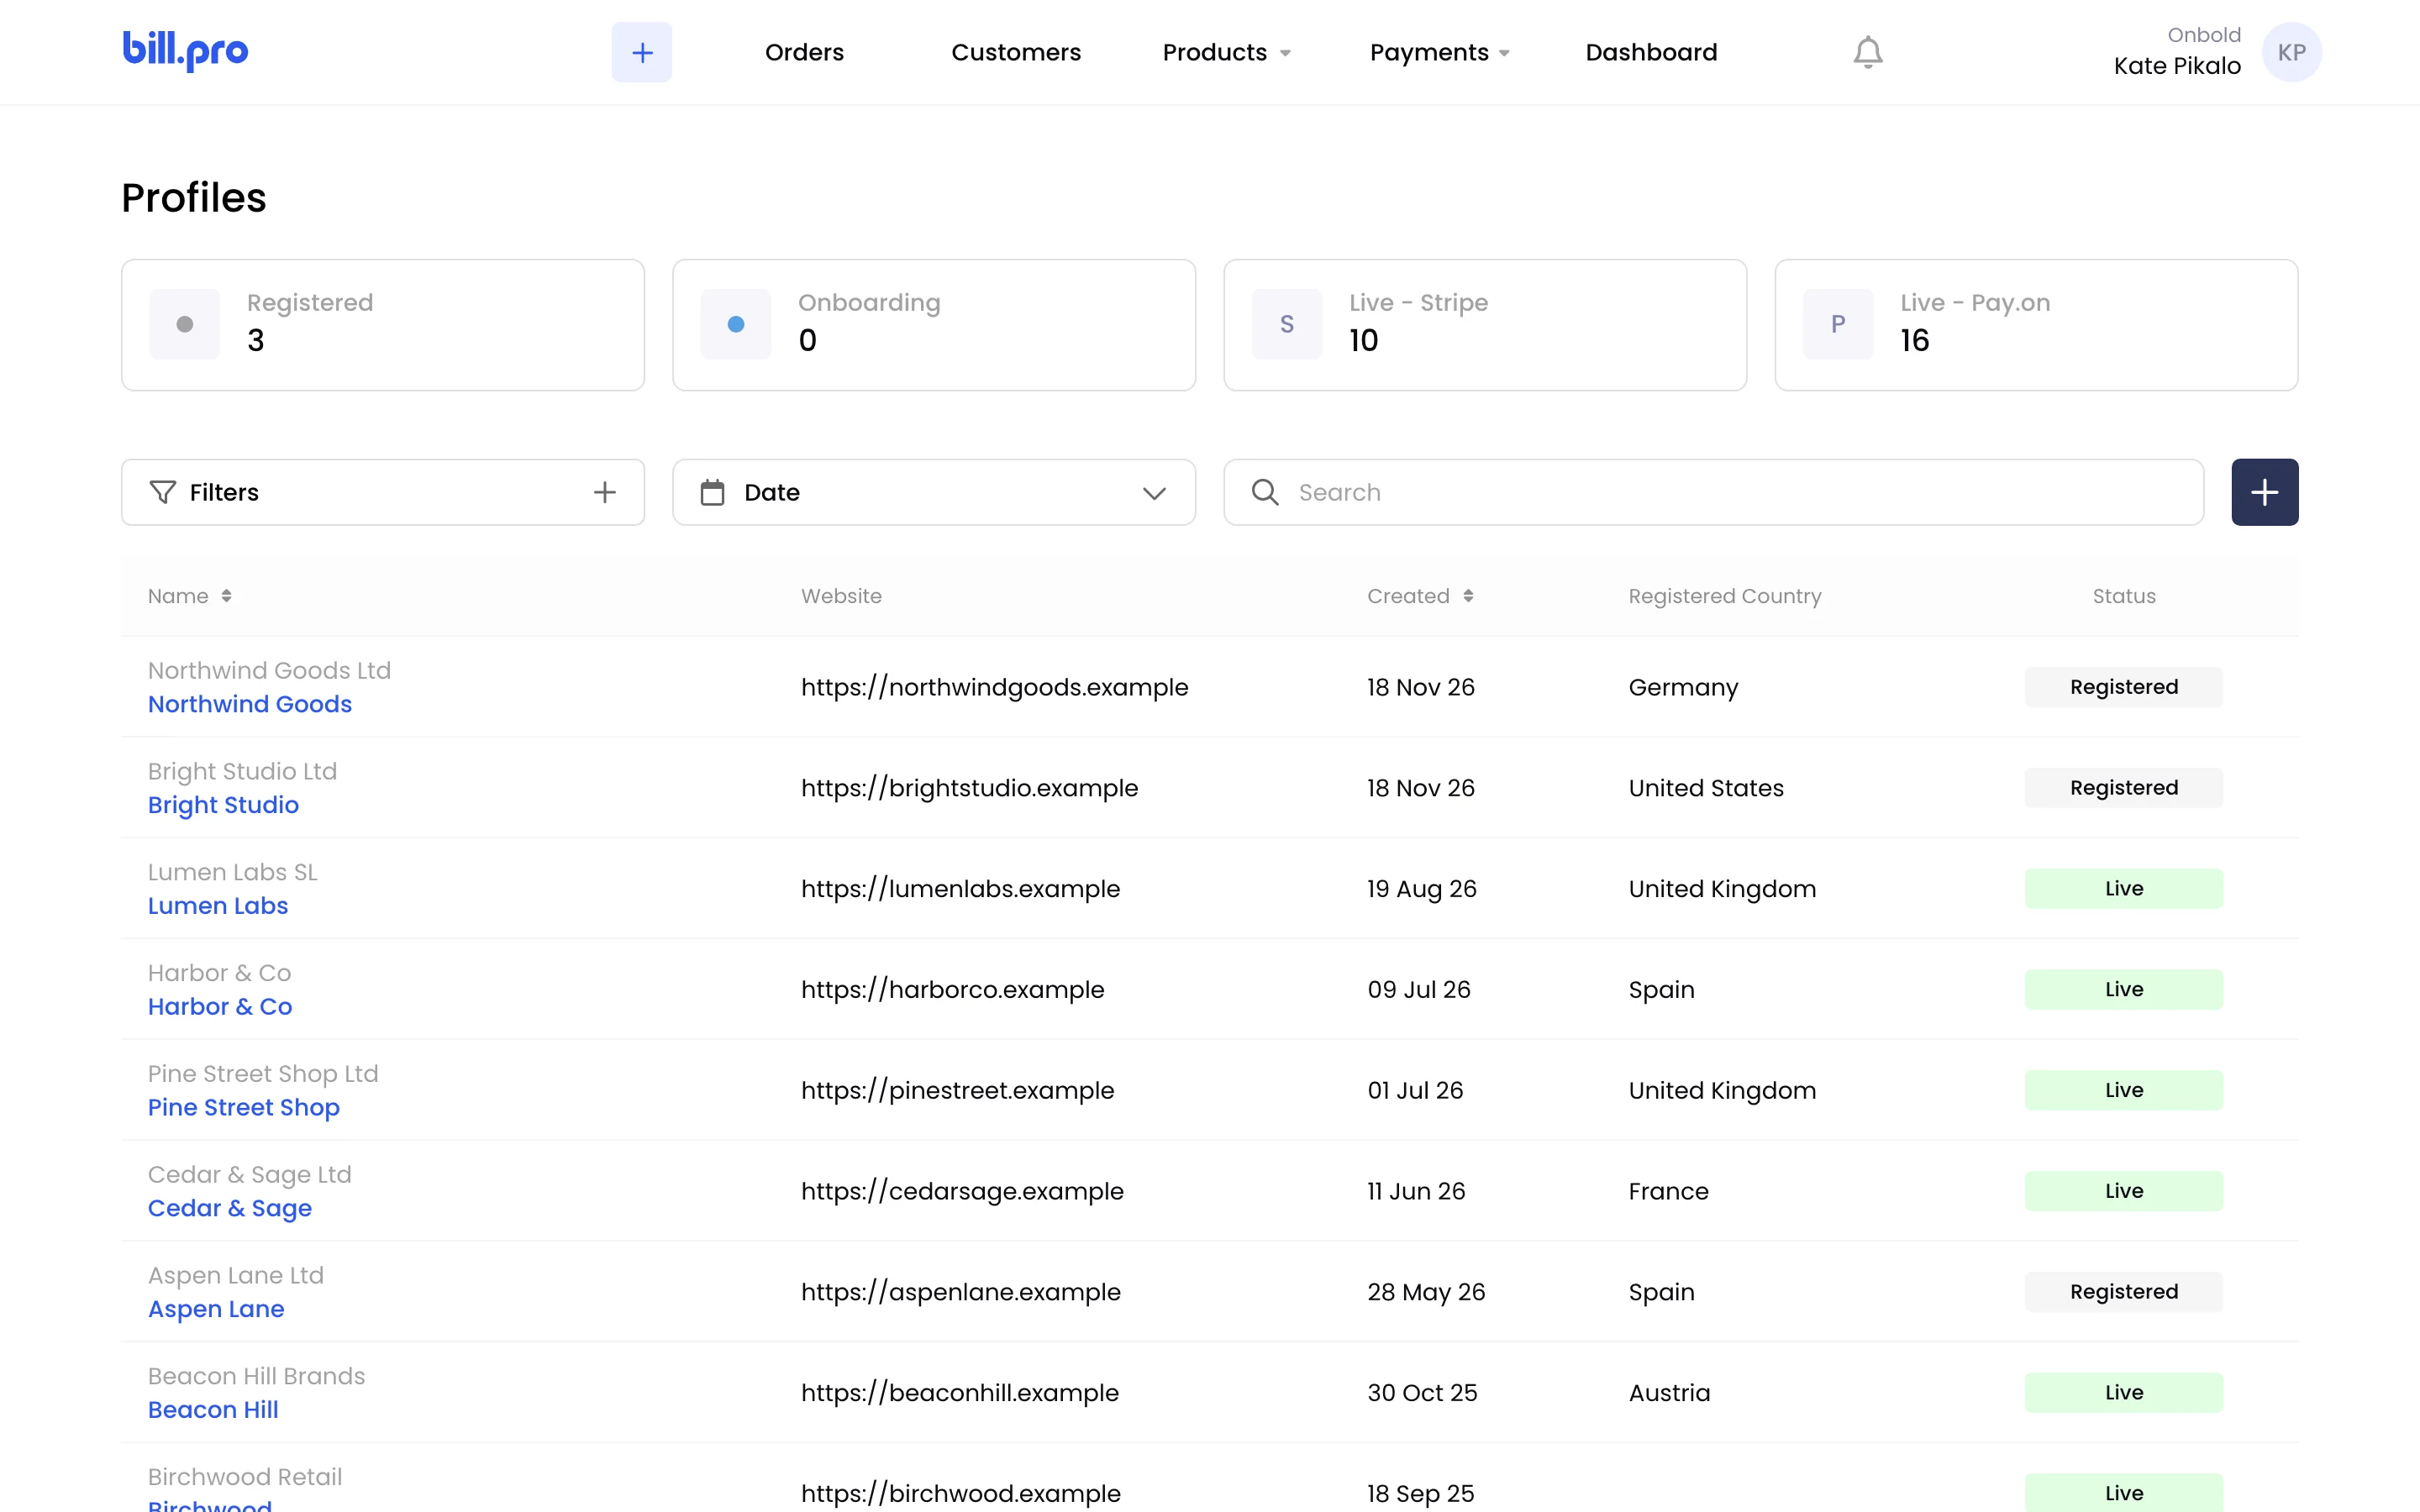 bill.pro
+ Orders Customers Products Payments Dashboard
Onbold
Kate Pikalo
KP
Profiles
Registered
3
Onboarding
0
S
Live - Stripe
10
P
Live - Pay.on
16
Filters
Date
Search
Name Website Created Registered Country Status
Northwind Goods Ltd
Northwind Goods
https://northwindgoods.example 18 Nov 26 Germany Registered
Bright Studio Ltd
Bright Studio
https://brightstudio.example 18 Nov 26 United States Registered
Lumen Labs SL
Lumen Labs
https://lumenlabs.example 19 Aug 26 United Kingdom Live
Harbor & Co
Harbor & Co
https://harborco.example 09 Jul 26 Spain Live
Pine Street Shop Ltd
Pine Street Shop
https://pinestreet.example 01 Jul 26 United Kingdom Live
Cedar & Sage Ltd
Cedar & Sage
https://cedarsage.example 11 Jun 26 France Live
Aspen Lane Ltd
Aspen Lane
https://aspenlane.example 28 May 26 Spain Registered
Beacon Hill Brands
Beacon Hill
https://beaconhill.example 30 Oct 25 Austria Live
Birchwood Retail
Birchwood
https://birchwood.example 18 Sep 25 Live